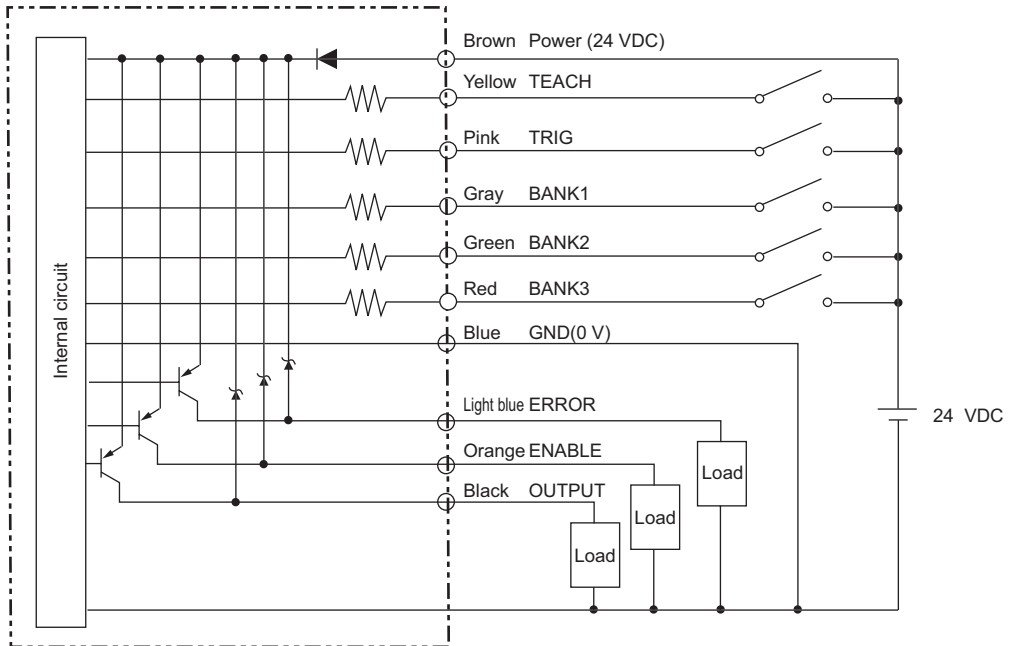 Brown Power (24 VDC)
Yellow TEACH
Pink TRIG
Gray BANK1
Green BANK2
Red BANK3
Blue GND(0 V)
Internal circuit
Light blue ERROR
24 VDC
Orange ENABLE
Load
Black OUTPUT
Load
Load